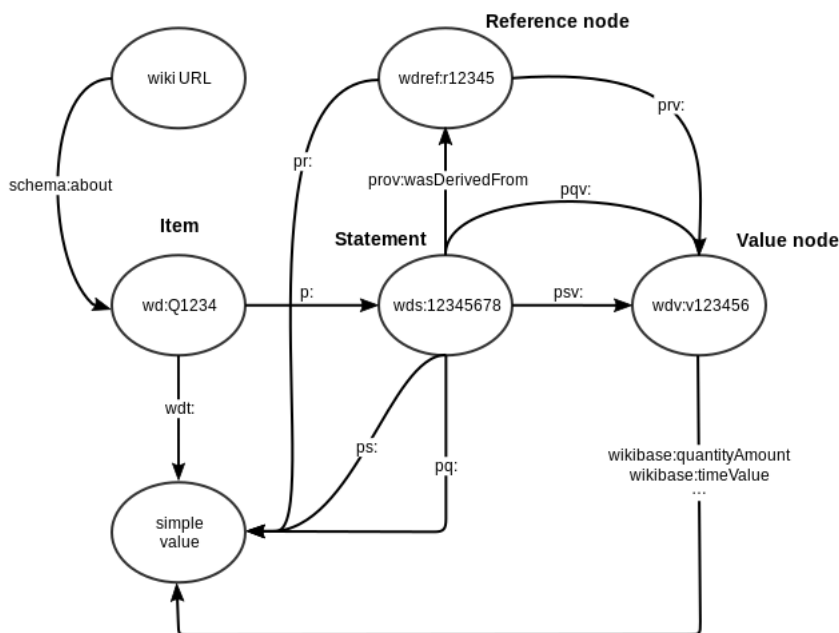 Reference node
wiki URL
wdref:r12345
prv:
pr:
prov:wasDerivedFrom
schema:about
pqv:
Item
Statement
Value node
wd:Q1234
p:
wds:12345678
psv:
wdv:v123456
wdt:
ps:
pq:
wikibase:quantityAmount
wikibase:timeValue
...
simple
value